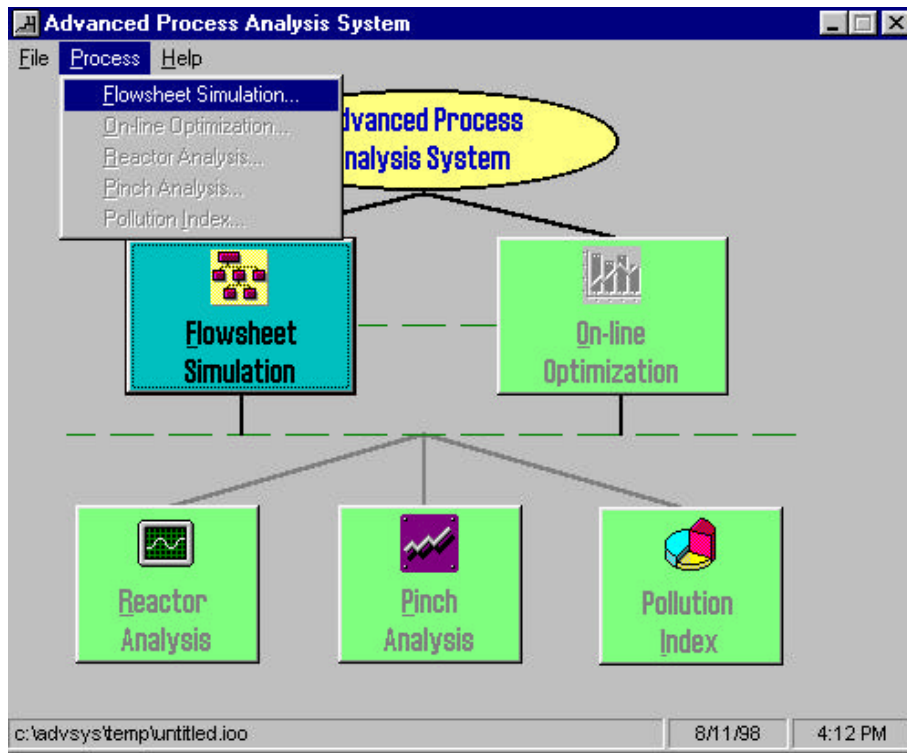 Advanced Process Analysis System
File Process Help
Flowsheet Simulation...
On-line Optimization...
Reactor Analysis...
Pinch Analysis...
Pollution Index...
dvanced Process
nalysis System
Flowsheet
Simulation
On-line
Optimization
Reactor
Analysis
Pinch
Analysis
Pollution
Index
c:\advsys\temp\untitled.ioo 8/11/98 4:12 PM